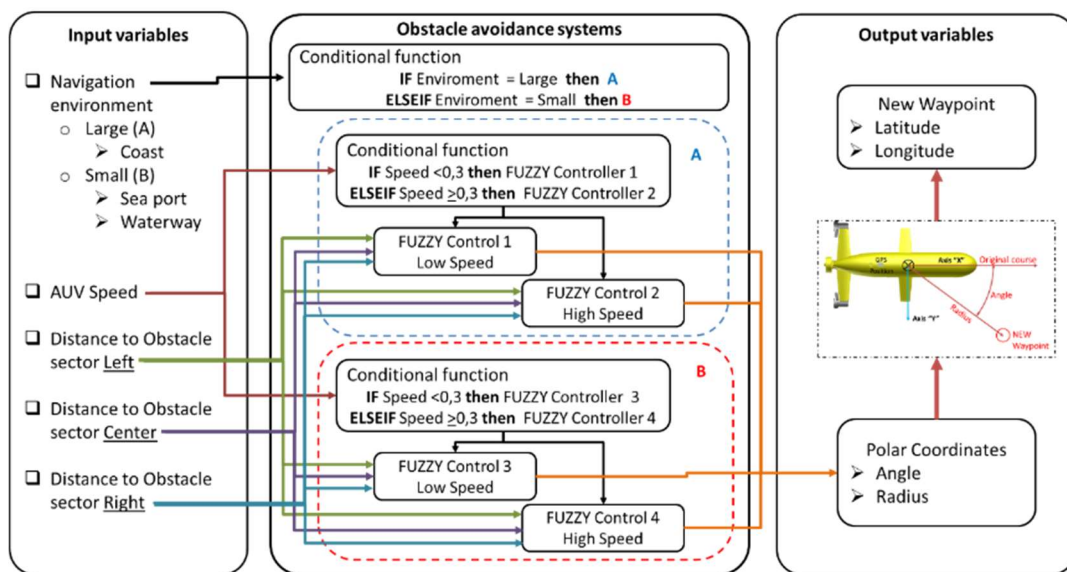 Input variables
❑ Navigation
environment
o Large (A)
➢ Coast
o Small (B)
➢ Sea port
➢ Waterway
❑ AUV Speed
❑ Distance to Obstacle
sector Left
❑ Distance to Obstacle
sector Center
❑ Distance to Obstacle
sector Right
Obstacle avoidance systems
Conditional function
IF Enviroment = Large then A
ELSEIF Enviroment = Small then B
A
Conditional function
IF Speed <0,3 then FUZZY Controller 1
ELSEIF Speed ≥0,3 then FUZZY Controller 2
FUZZY Control 1
Low Speed
FUZZY Control 2
High Speed
B
Conditional function
IF Speed <0,3 then FUZZY Controller 3
ELSEIF Speed ≥0,3 then FUZZY Controller 4
FUZZY Control 3
Low Speed
FUZZY Control 4
High Speed
Output variables
New Waypoint
➢ Latitude
➢ Longitude
GPS
Position
Axis "X"
Original course
Angle
Radius
Axis "Y"
NEW
Waypoint
Polar Coordinates
➢ Angle
➢ Radius